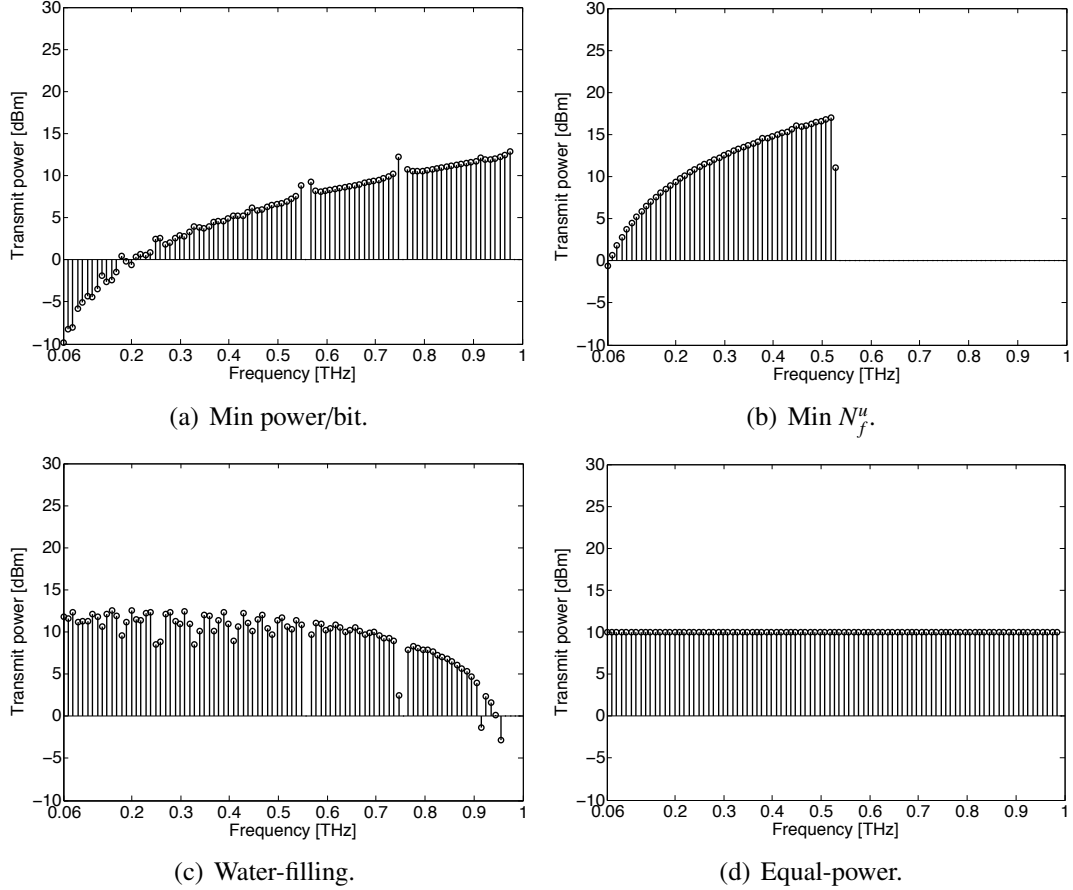 30
25
20
15
10
5
0
−5
−10
Transmit power [dBm]
0.06 0.2 0.3 0.4 0.5 0.6 0.7 0.8 0.9 1
Frequency [THz]
(a) Min power/bit.
30
25
20
15
10
5
0
−5
−10
Transmit power [dBm]
0.06 0.2 0.3 0.4 0.5 0.6 0.7 0.8 0.9 1
Frequency [THz]
(b) Min N_f^u.
30
25
20
15
10
5
0
−5
−10
Transmit power [dBm]
0.06 0.2 0.3 0.4 0.5 0.6 0.7 0.8 0.9 1
Frequency [THz]
(c) Water-filling.
30
25
20
15
10
5
0
−5
−10
Transmit power [dBm]
0.06 0.2 0.3 0.4 0.5 0.6 0.7 0.8 0.9 1
Frequency [THz]
(d) Equal-power.